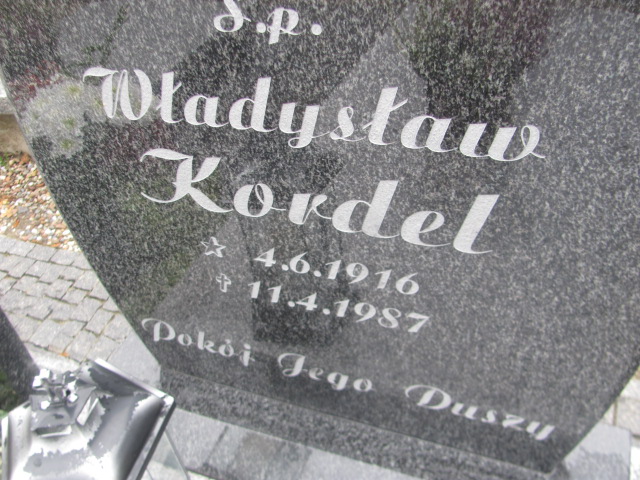 Ś.p.
Władysław
Kordel
☆ 4.6.1916
✝ 11.4.1987
Pokój Jego Duszy